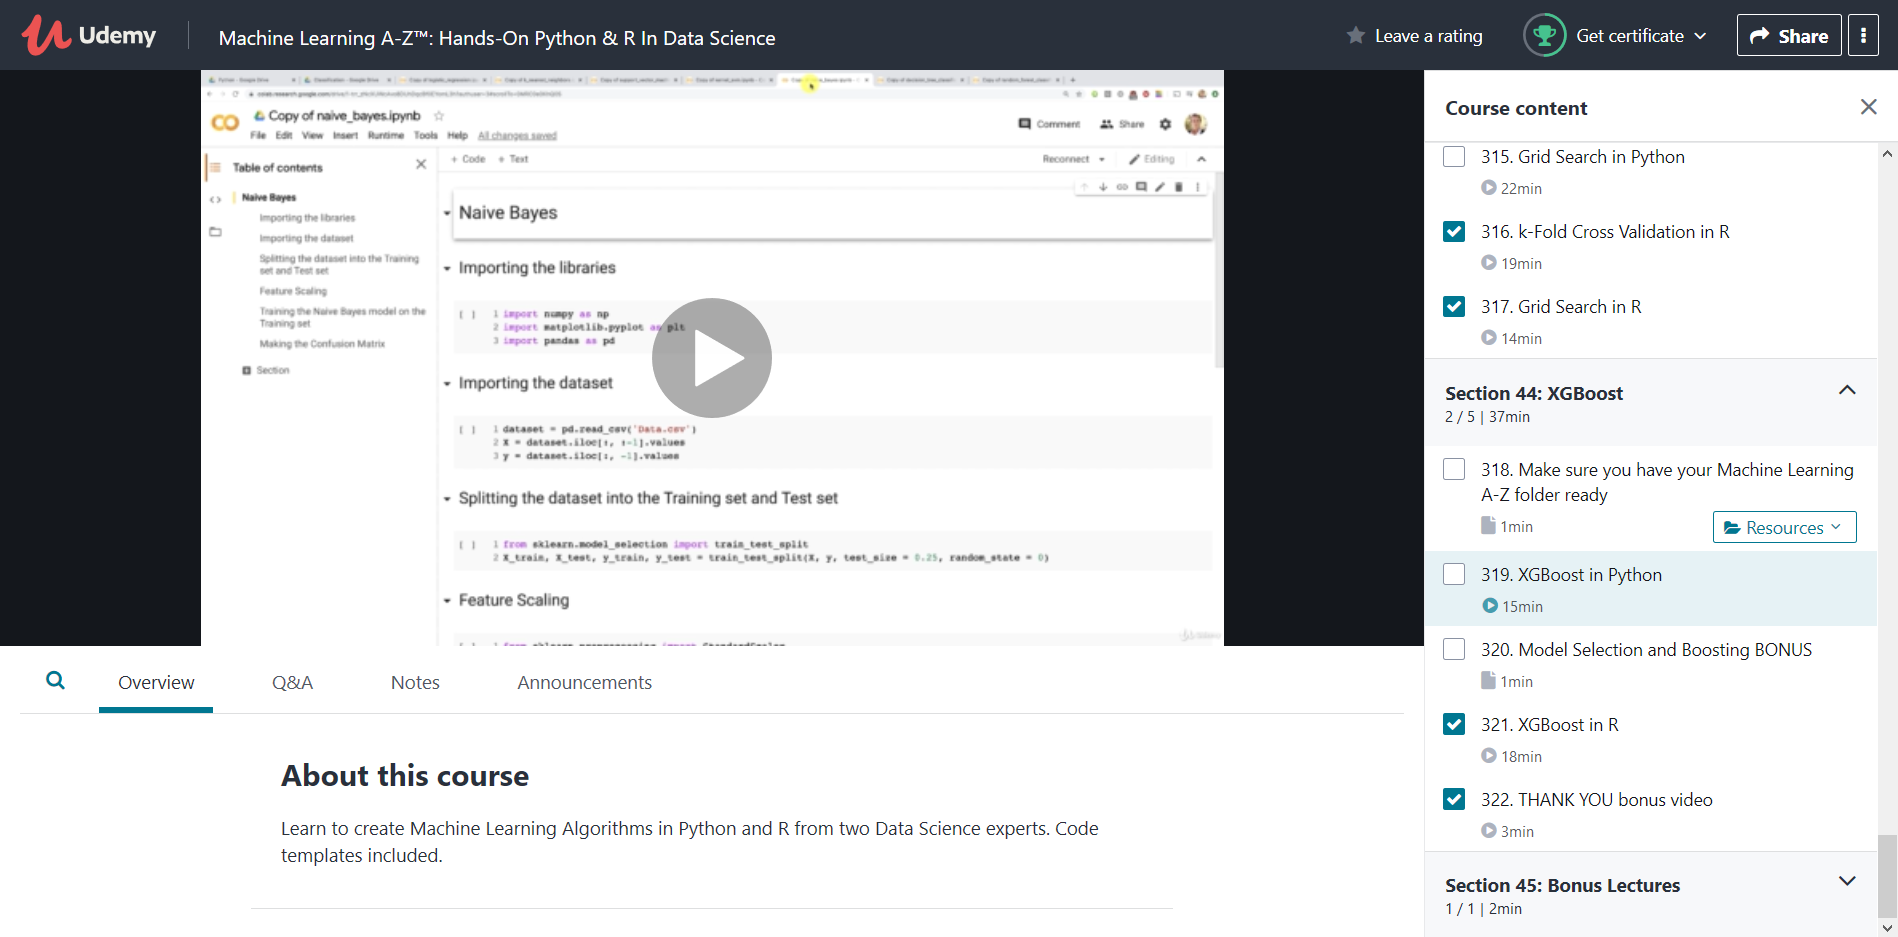 Udemy
Machine Learning A-Z™: Hands-On Python & R In Data Science
Leave a rating
Get certificate
Share
Copy of naive_bayes.ipynb
File Edit View Insert Runtime Tools Help All changes saved
Comment Share
Table of contents
+ Code + Text
Reconnect
Editing
Naive Bayes
Importing the libraries
Importing the dataset
Splitting the dataset into the Training
set and Test set
Feature Scaling
Training the Naive Bayes model on the
Training set
Making the Confusion Matrix
Section
Naive Bayes
Importing the libraries
[ ] 1 import numpy as np
2 import matplotlib.pyplot as plt
3 import pandas as pd
Importing the dataset
[ ] 1 dataset = pd.read_csv('Data.csv')
2 X = dataset.iloc[:, :-1].values
3 y = dataset.iloc[:, -1].values
Splitting the dataset into the Training set and Test set
[ ] 1 from sklearn.model_selection import train_test_split
2 X_train, X_test, y_train, y_test = train_test_split(X, y, test_size = 0.25, random_state = 0)
Feature Scaling
Overview
Q&A
Notes
Announcements
About this course
Learn to create Machine Learning Algorithms in Python and R from two Data Science experts. Code
templates included.
Course content
315. Grid Search in Python
22min
316. k-Fold Cross Validation in R
19min
317. Grid Search in R
14min
Section 44: XGBoost
2 / 5 | 37min
318. Make sure you have your Machine Learning
A-Z folder ready
1min
Resources
319. XGBoost in Python
15min
320. Model Selection and Boosting BONUS
1min
321. XGBoost in R
18min
322. THANK YOU bonus video
3min
Section 45: Bonus Lectures
1 / 1 | 2min